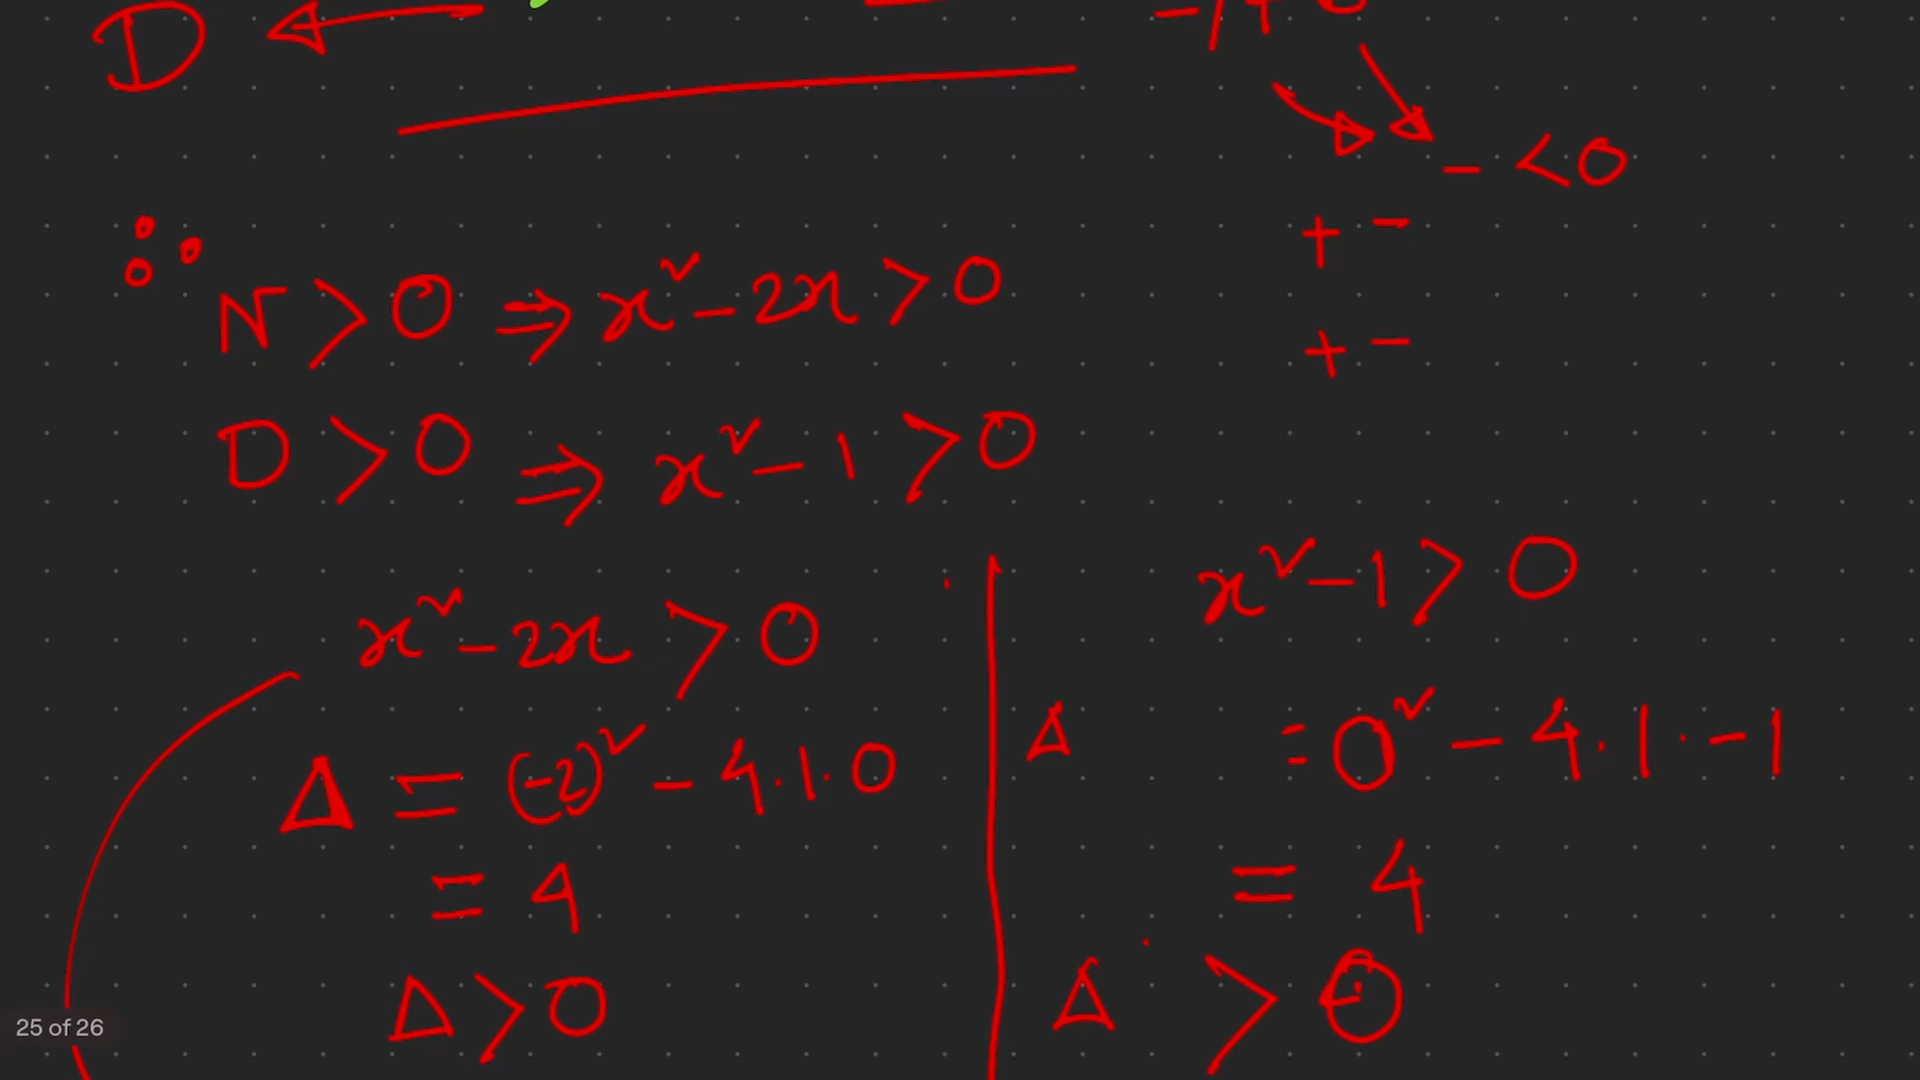 D ←
- <0
+ -
+ -
∴ N > 0 ⇒ x² - 2x > 0
D > 0 ⇒ x² - 1 > 0
x² - 2x > 0
Δ = (-2)² - 4·1·0
= 4
Δ > 0
x² - 1 > 0
Δ = 0² - 4·1·-1
= 4
Δ > 0
25 of 26